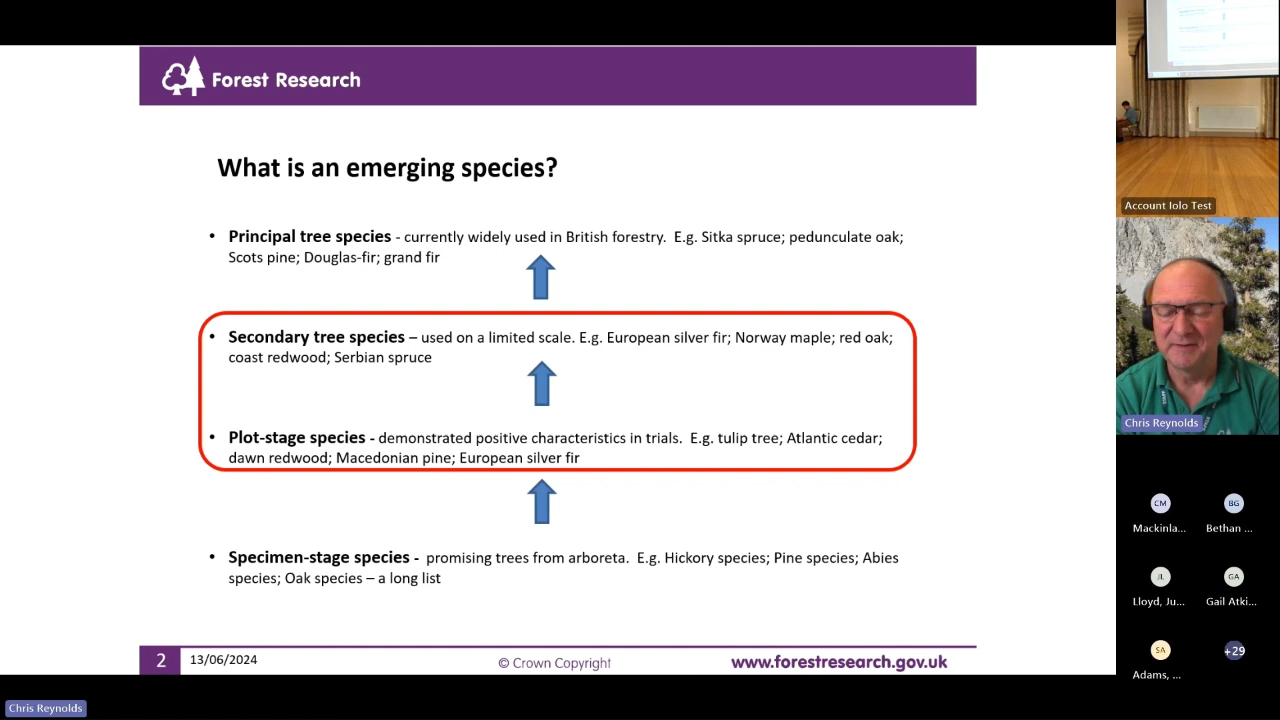 Forest Research
What is an emerging species?
• Principal tree species - currently widely used in British forestry. E.g. Sitka spruce; pedunculate oak;
Scots pine; Douglas-fir; grand fir
• Secondary tree species – used on a limited scale. E.g. European silver fir; Norway maple; red oak;
coast redwood; Serbian spruce
• Plot-stage species - demonstrated positive characteristics in trials. E.g. tulip tree; Atlantic cedar;
dawn redwood; Macedonian pine; European silver fir
• Specimen-stage species - promising trees from arboreta. E.g. Hickory species; Pine species; Abies
species; Oak species – a long list
2
13/06/2024
© Crown Copyright
www.forestresearch.gov.uk
Chris Reynolds
Account Iolo Test
Chris Reynolds
CM
BG
Mackinla...
Bethan ...
JL
GA
Lloyd, Ju...
Gail Atki...
SA
+29
Adams, ...